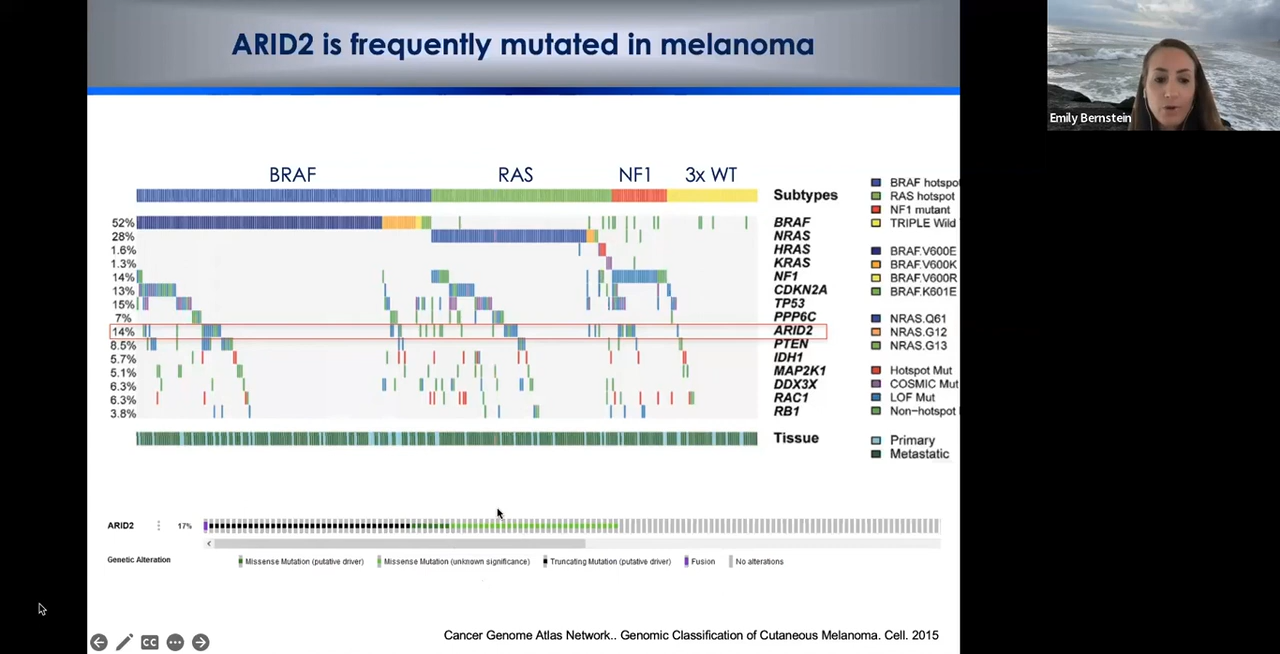 ARID2 is frequently mutated in melanoma
Emily Bernstein
BRAF RAS NF1 3x WT
Subtypes
52% BRAF
28% NRAS
1.6% HRAS
1.3% KRAS
14% NF1
13% CDKN2A
15% TP53
7% PPP6C
14% ARID2
8.5% PTEN
5.7% IDH1
5.1% MAP2K1
6.3% DDX3X
6.3% RAC1
3.8% RB1
Tissue
BRAF hotspo
RAS hotspot
NF1 mutant
TRIPLE Wild
BRAF.V600E
BRAF.V600K
BRAF.V600R
BRAF.K601E
NRAS.Q61
NRAS.G12
NRAS.G13
Hotspot Mut
COSMIC Mut
LOF Mut
Non-hotspot
Primary
Metastatic
ARID2 17%
Genetic Alteration Missense Mutation (putative driver) Missense Mutation (unknown significance) Truncating Mutation (putative driver) Fusion No alterations
Cancer Genome Atlas Network.. Genomic Classification of Cutaneous Melanoma. Cell. 2015
CC